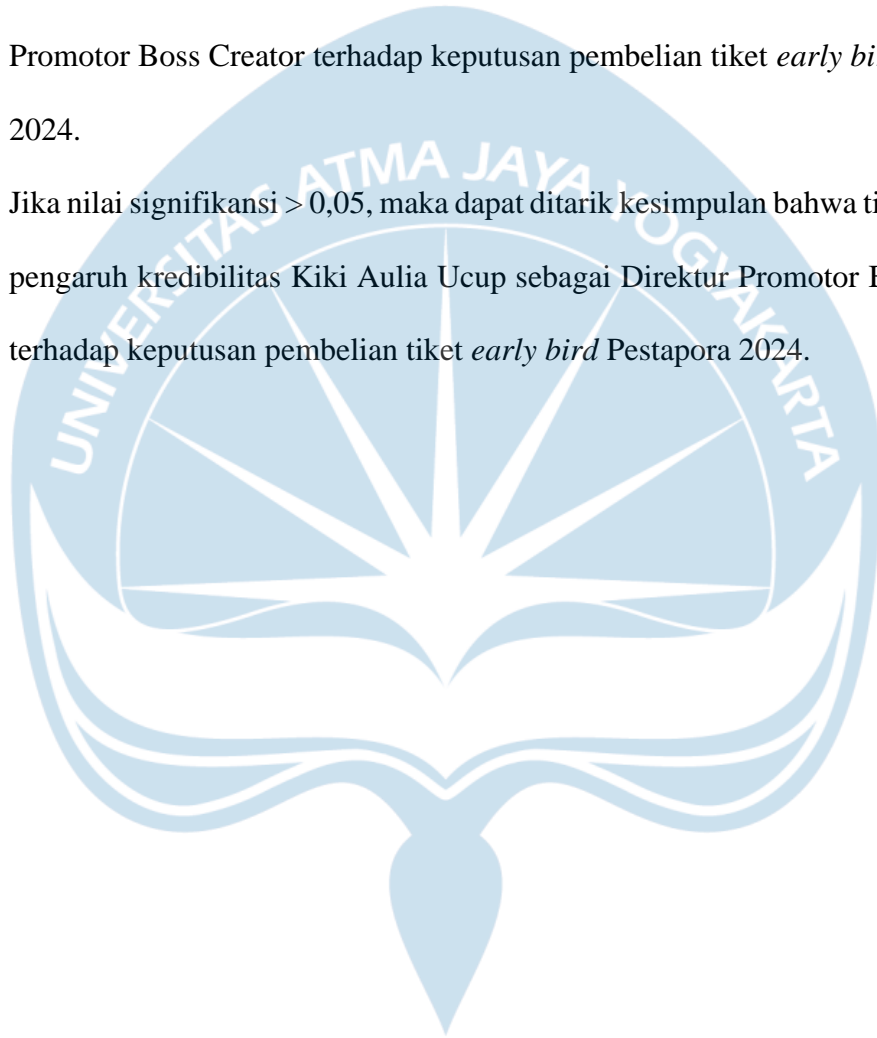 Promotor Boss Creator terhadap keputusan pembelian tiket early
2024.
UNIVERSITAS ATMA JAYA YOGYAKARTA
Jika nilai signifikansi > 0,05, maka dapat ditarik kesimpulan bahwa
pengaruh kredibilitas Kiki Aulia Ucup sebagai Direktur Promotor
terhadap keputusan pembelian tiket early bird Pestapora 2024.